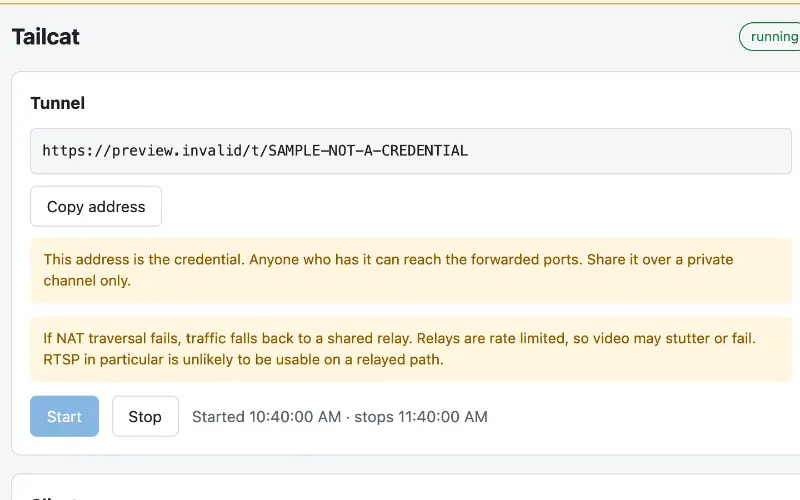 Tailcat
running
Tunnel
https://preview.invalid/t/SAMPLE-NOT-A-CREDENTIAL
Copy address
This address is the credential. Anyone who has it can reach the forwarded ports. Share it over a private
channel only.
If NAT traversal fails, traffic falls back to a shared relay. Relays are rate limited, so video may stutter or fail.
RTSP in particular is unlikely to be usable on a relayed path.
Start
Stop
Started 10:40:00 AM · stops 11:40:00 AM